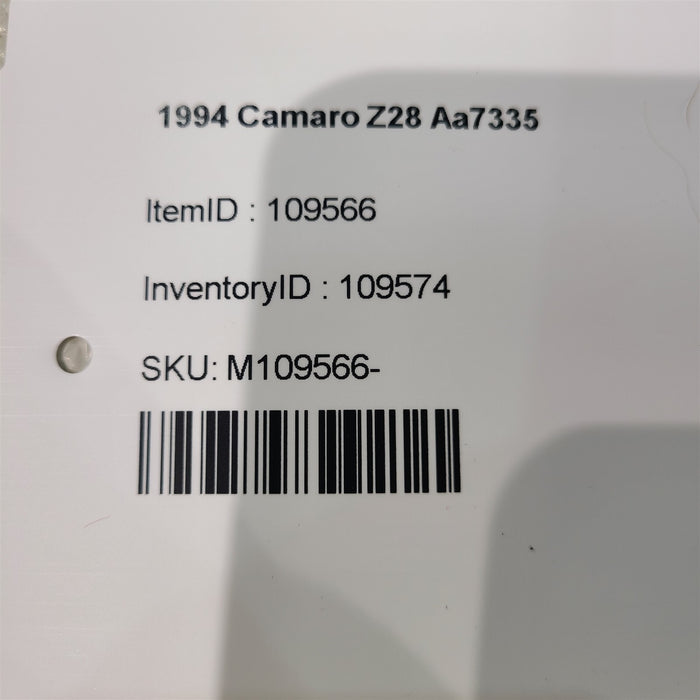 1994 Camaro Z28 Aa7335
ItemID : 109566
InventoryID : 109574
SKU: M109566-